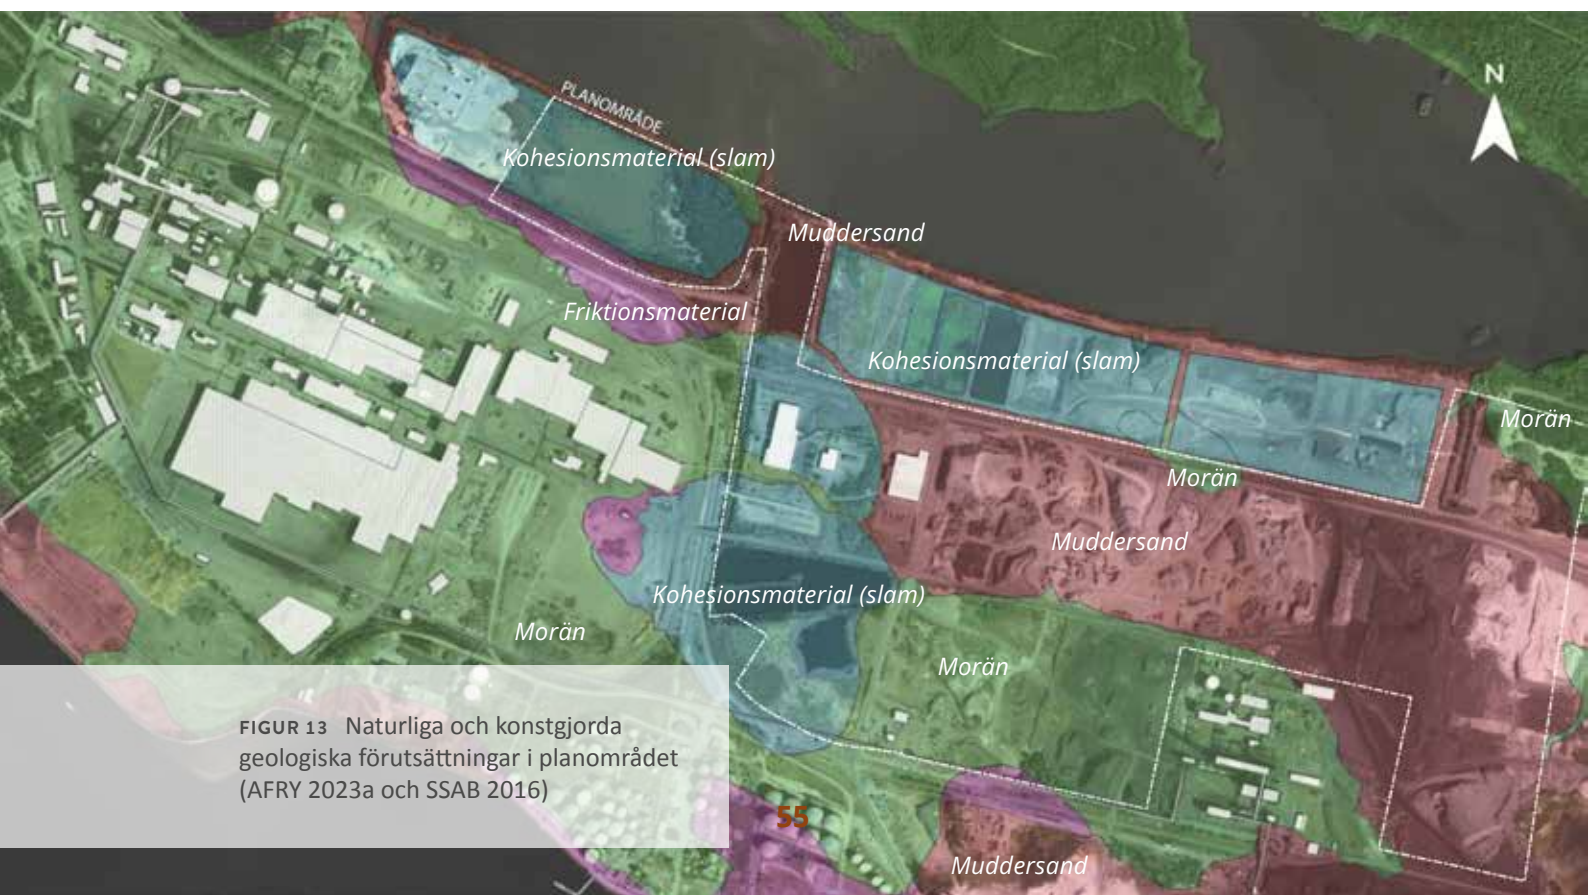 N
PLANOMRÅDE
Kohesionsmaterial (slam)
Muddersand
Friktionsmaterial
Kohesionsmaterial (slam)
Morän
Morän
Muddersand
Kohesionsmaterial (slam)
Morän
Morän
FIGUR 13 Naturliga och konstgjorda
geologiska förutsättningar i planområdet
(AFRY 2023a och SSAB 2016)
55
Muddersand